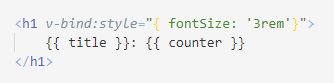 <h1 v-bind:style="{ fontSize: '3rem'}">
    {{ title }}: {{ counter }}
</h1>